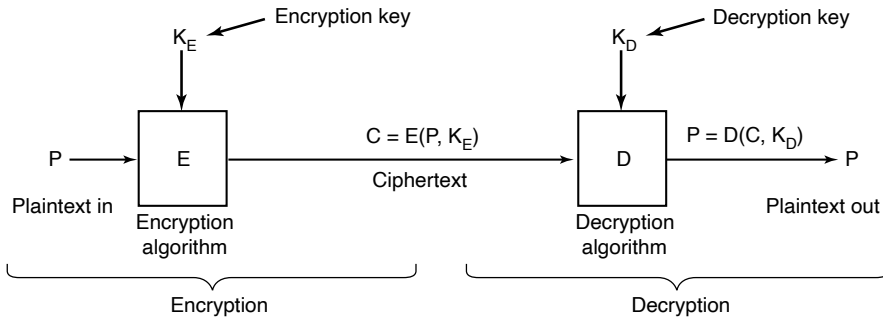 Encryption key
Decryption key
K_E
K_D
C = E(P, K_E)
P = D(C, K_D)
P
E
D
P
Ciphertext
Plaintext in
Plaintext out
Encryption
algorithm
Decryption
algorithm
Encryption
Decryption